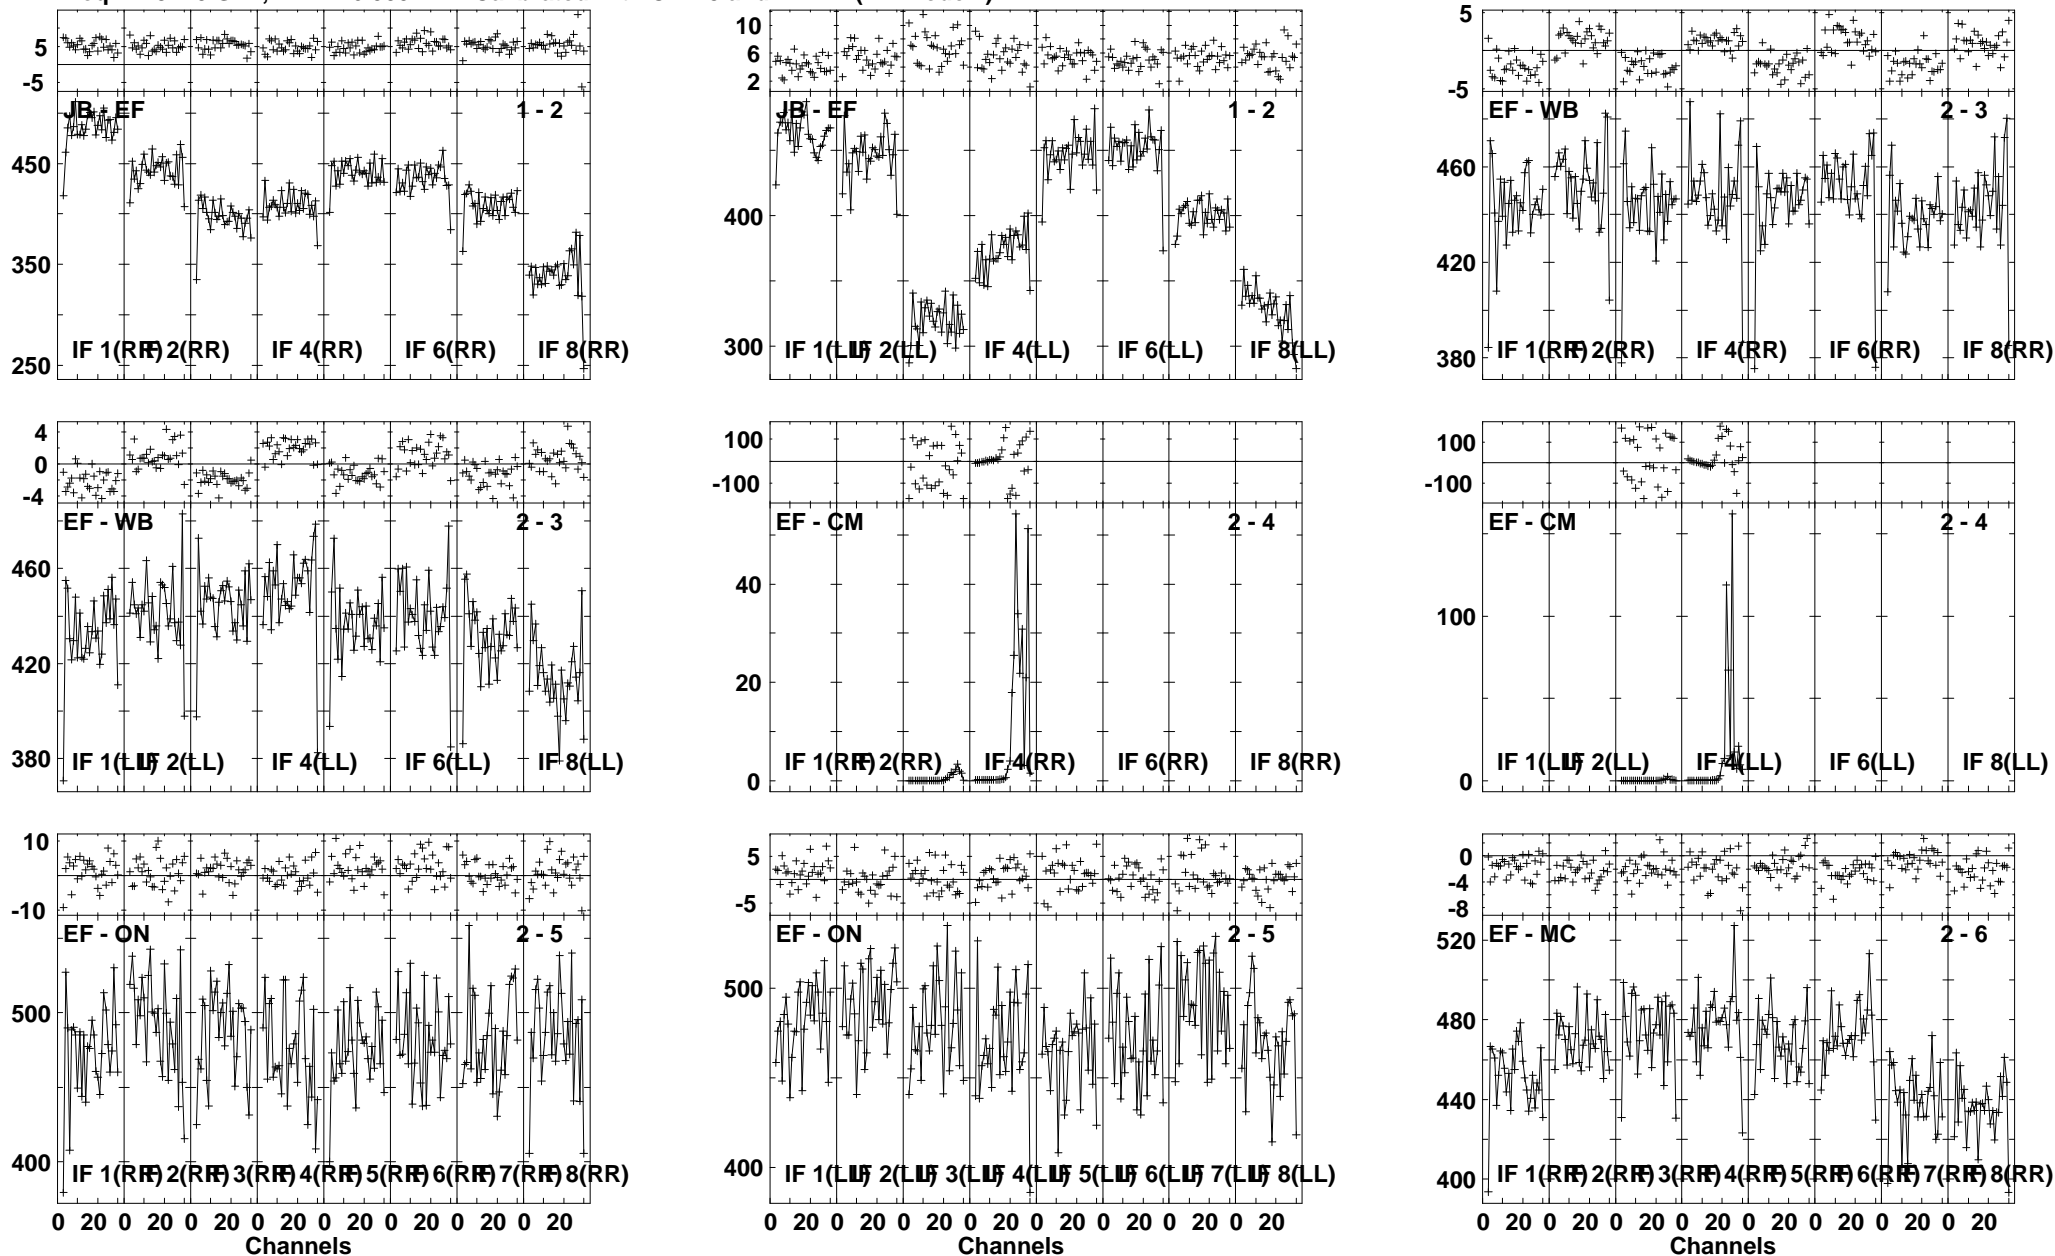 5
-5
JB - EF
1 - 2
450
350
250
IF 1(RR)
IF 2(RR)
IF 4(RR)
IF 6(RR)
IF 8(RR)
10
6
2
JB - EF
1 - 2
400
300
IF 1(LL)
IF 2(LL)
IF 4(LL)
IF 6(LL)
IF 8(LL)
5
-5
EF - WB
2 - 3
460
420
380
IF 1(RR)
IF 2(RR)
IF 4(RR)
IF 6(RR)
IF 8(RR)
4
0
-4
EF - WB
2 - 3
460
420
380
IF 1(LL)
IF 2(LL)
IF 4(LL)
IF 6(LL)
IF 8(LL)
100
-100
EF - CM
2 - 4
40
20
0
IF 1(RR)
IF 2(RR)
IF 4(RR)
IF 6(RR)
IF 8(RR)
100
-100
EF - CM
2 - 4
100
0
IF 1(LL)
IF 2(LL)
IF 4(LL)
IF 6(LL)
IF 8(LL)
10
-10
EF - ON
2 - 5
500
400
IF 1(RR)
IF 2(RR)
IF 3(RR)
IF 4(RR)
IF 5(RR)
IF 6(RR)
IF 7(RR)
IF 8(RR)
0 20 0 20 0 20 0 20 0 20 0 20 0 20 0 20
Channels
5
-5
EF - ON
2 - 5
500
400
IF 1(LL)
IF 2(LL)
IF 3(LL)
IF 4(LL)
IF 5(LL)
IF 6(LL)
IF 7(LL)
IF 8(LL)
0 20 0 20 0 20 0 20 0 20 0 20 0 20 0 20
Channels
0
-4
-8
EF - MC
2 - 6
520
480
440
400
IF 1(RR)
IF 2(RR)
IF 3(RR)
IF 4(RR)
IF 5(RR)
IF 6(RR)
IF 7(RR)
IF 8(RR)
0 20 0 20 0 20 0 20 0 20 0 20 0 20 0 20
Channels